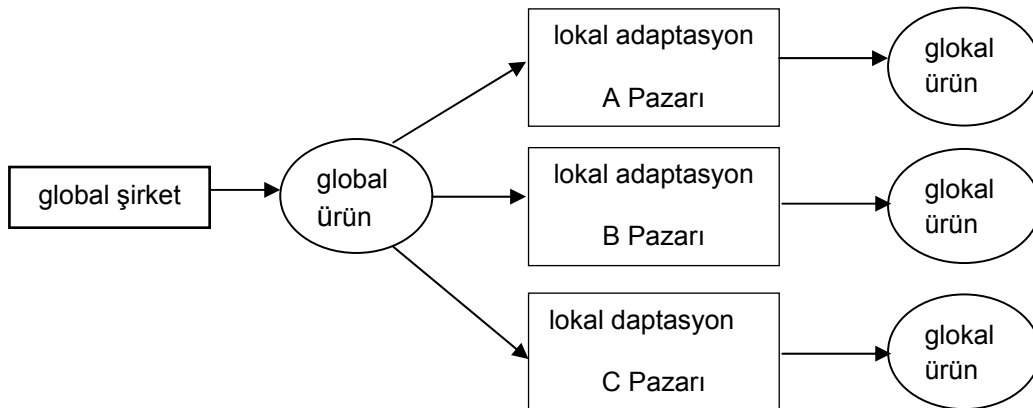 global şirket
global
ürün
lokal adaptasyon
A Pazarı
glokal
ürün
lokal adaptasyon
B Pazarı
glokal
ürün
lokal daptasyon
C Pazarı
glokal
ürün